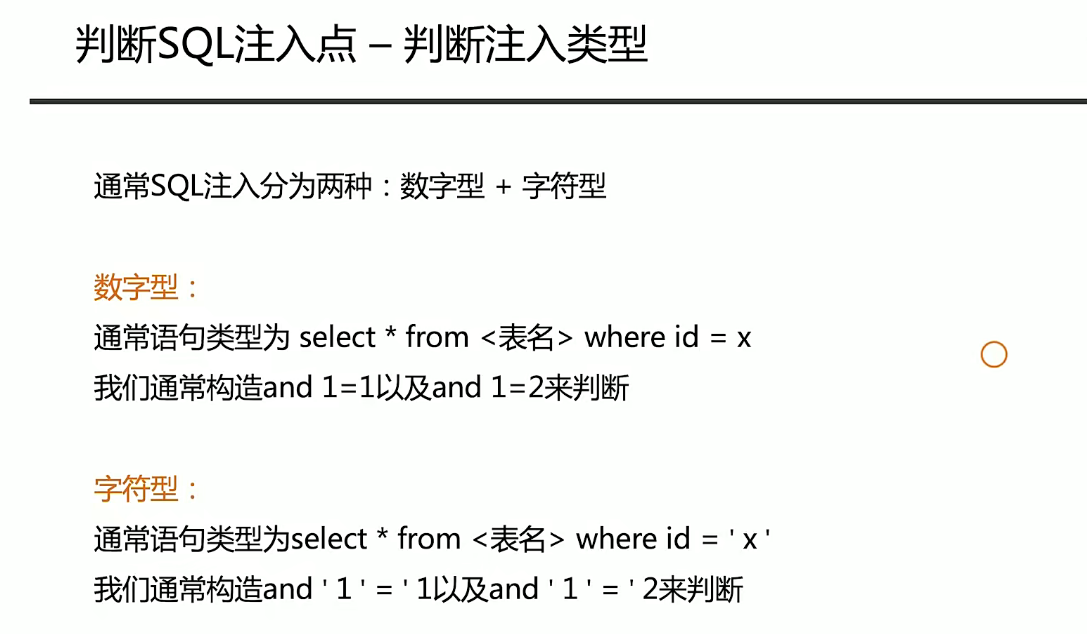 判断SQL注入点 – 判断注入类型
通常SQL注入分为两种：数字型 + 字符型
数字型：
通常语句类型为 select * from <表名> where id = x
我们通常构造and 1=1以及and 1=2来判断
字符型：
通常语句类型为select * from <表名> where id = ' x '
我们通常构造and ' 1 ' = ' 1以及and ' 1 ' = ' 2来判断